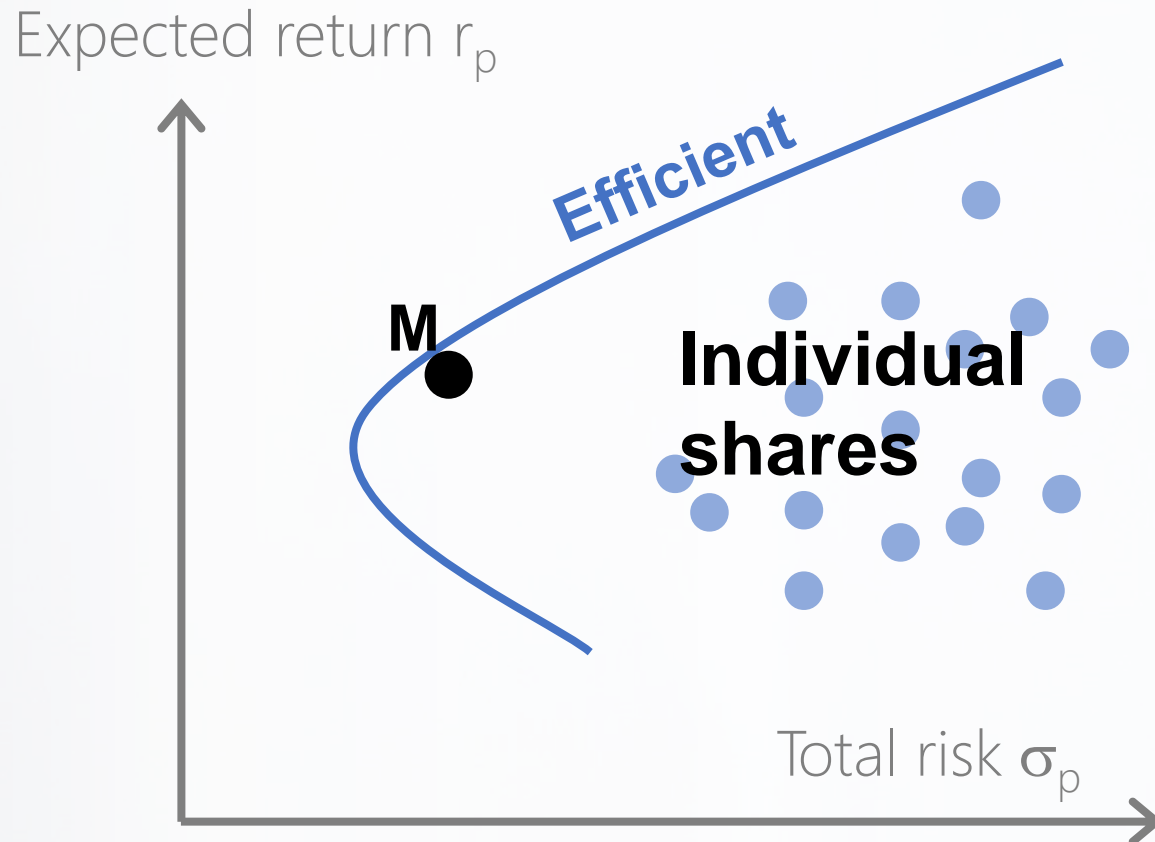 Expected return rₚ
Efficient
M
Individual
shares
Total risk σₚ